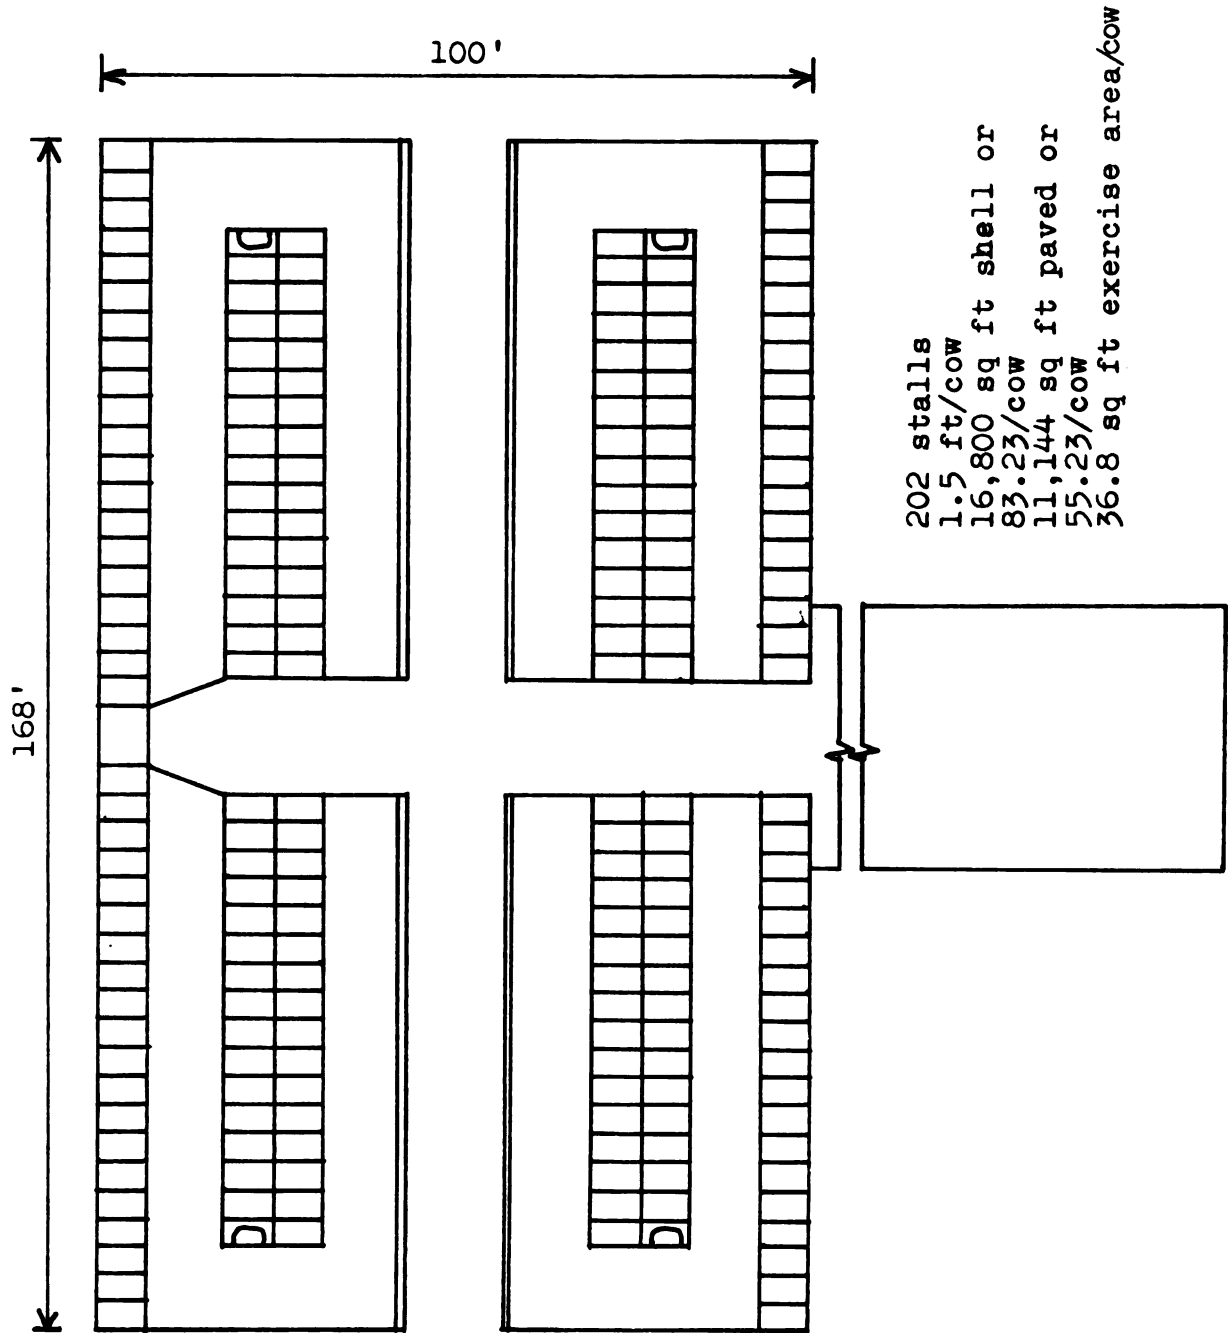 100'
168'
202 stalls
1.5 ft/cow
16,800 sq ft shell or
83.23/cow
11,144 sq ft paved or
55.23/cow
36.8 sq ft exercise area/cow